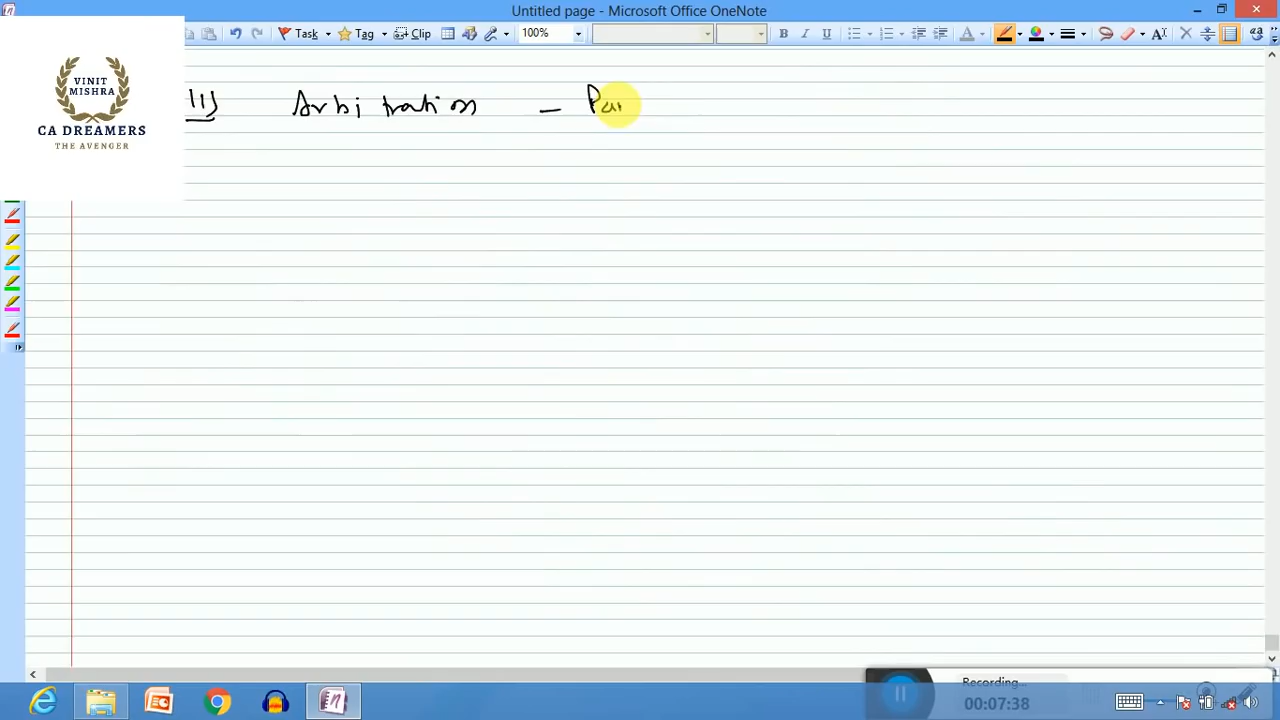 Untitled page - Microsoft Office OneNote
Task Tag Clip 100% B I U
VINIT
MISHRA
CA DREAMERS
THE AVENGER
Arbitration – Par
Recording...
00:07:38